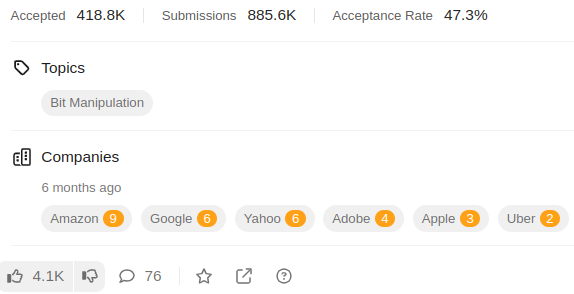 Accepted 418.8K Submissions 885.6K Acceptance Rate 47.3%
Topics
Bit Manipulation
Companies
6 months ago
Amazon 9 Google 6 Yahoo 6 Adobe 4 Apple 3 Uber 2
4.1K 76